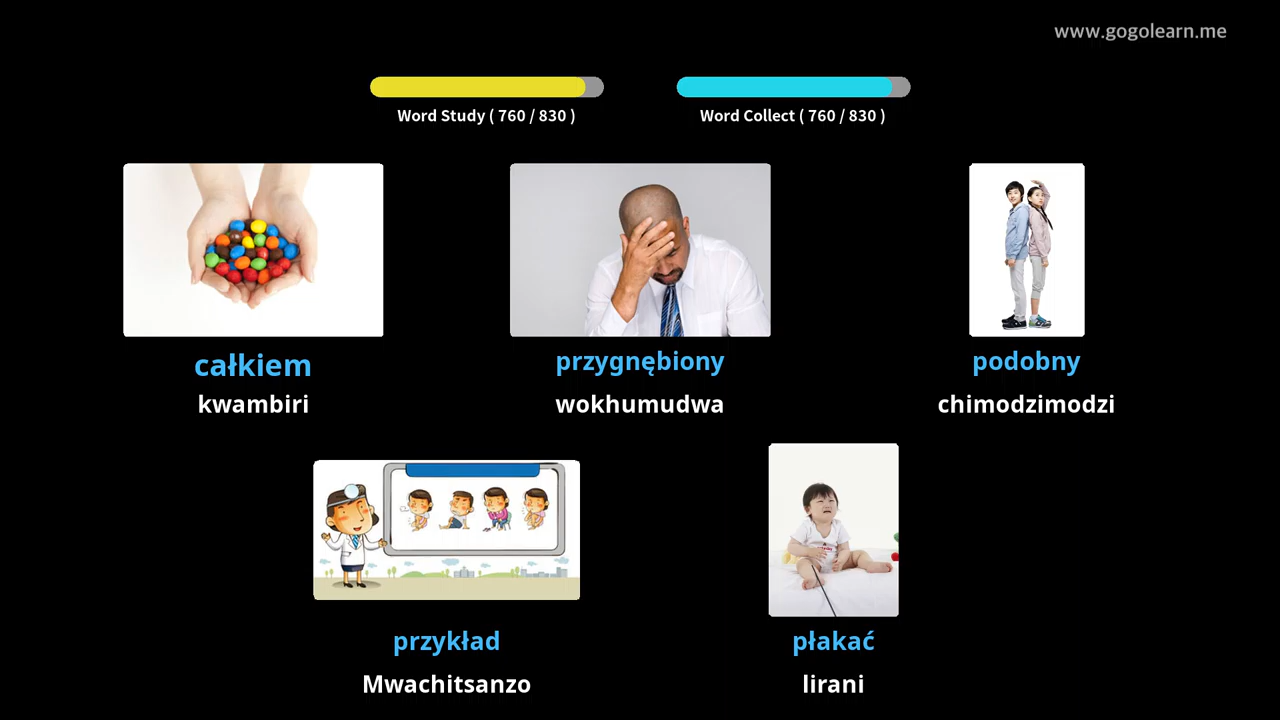 www.gogolearn.me
Word Study ( 760 / 830 )
Word Collect ( 760 / 830 )
całkiem
kwambiri
przygnębiony
wokhumudwa
podobny
chimodzimodzi
przykład
Mwachitsanzo
płakać
lirani